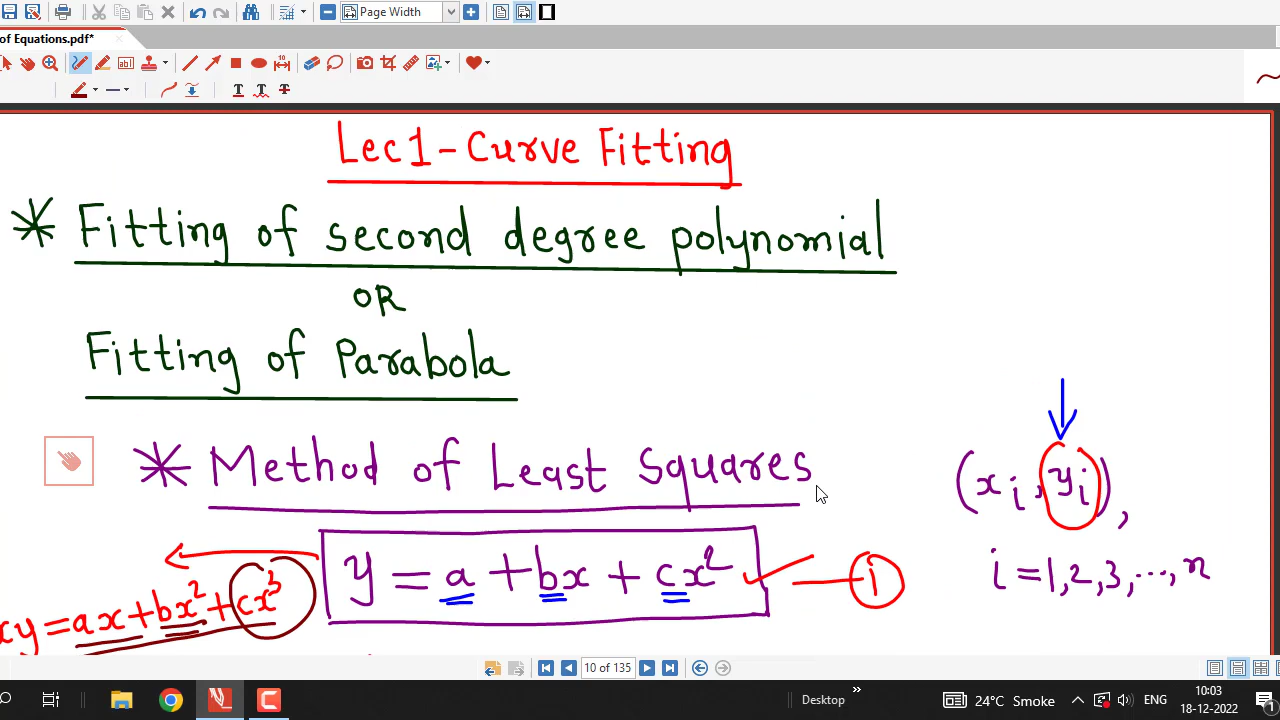 Page Width
of Equations.pdf*
Lec1-Curve Fitting
* Fitting of second degree polynomial
OR
Fitting of Parabola
* Method of Least Squares
(xi, yi),
y = a + bx + cx² — i
i = 1,2,3,...,n
xy = ax + bx² + cx³
10 of 135
Desktop
»
24°C Smoke
ENG
10:03
18-12-2022